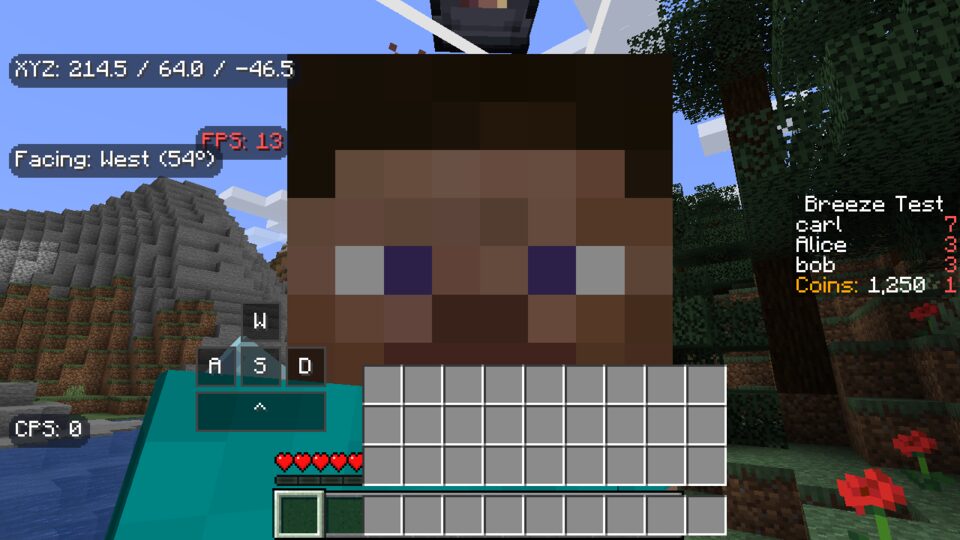 XYZ: 214.5 / 64.0 / -46.5
FPS: 13
Facing: West (54°)
Breeze Test
carl 7
Alice 3
bob 3
Coins: 1,250 1
W
A S D
^
CPS: 0